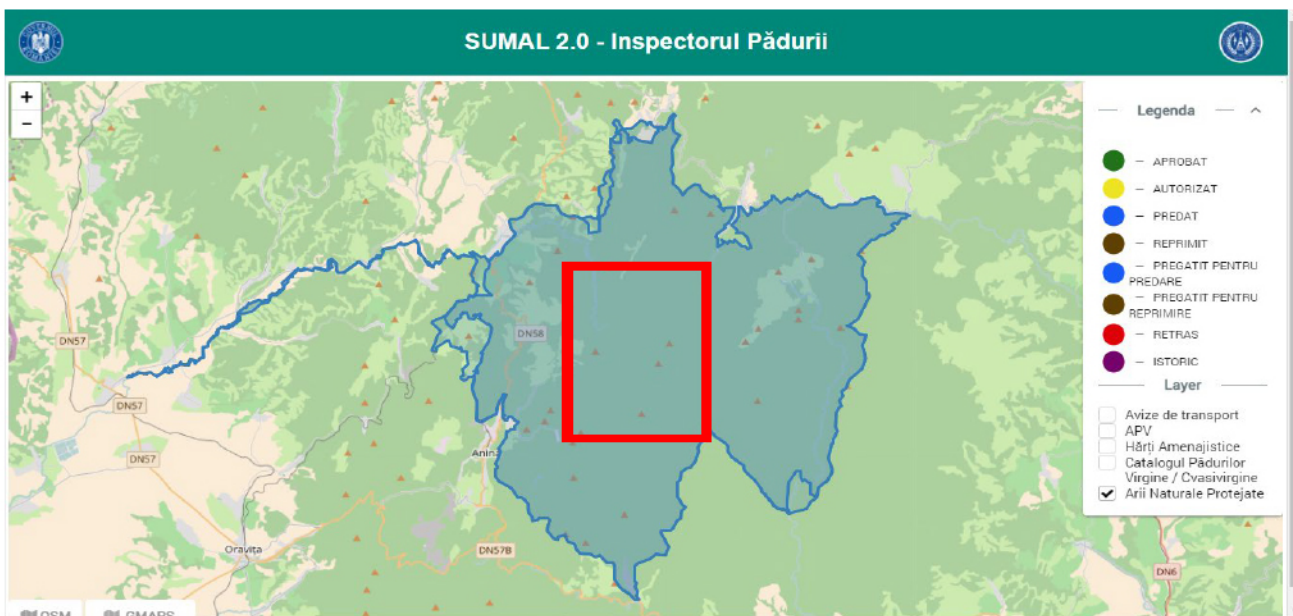 SUMAL 2.0 - Inspectorul Pădurii
+
−
Legenda
− APROBAT
− AUTORIZAT
− PREDAT
− REPRIMIT
− PREGATIT PENTRU
PREDARE
− PREGATIT PENTRU
REPRIMIRE
− RETRAS
− ISTORIC
Layer
Avize de transport
APV
Hărți Amenajistice
Catalogul Pădurilor
Virgine / Cvasivirgine
Arii Naturale Protejate
DN58
DN57
DN57
DN57
Anina
Oravița
DN57B
DN6
OSM
GMAPS